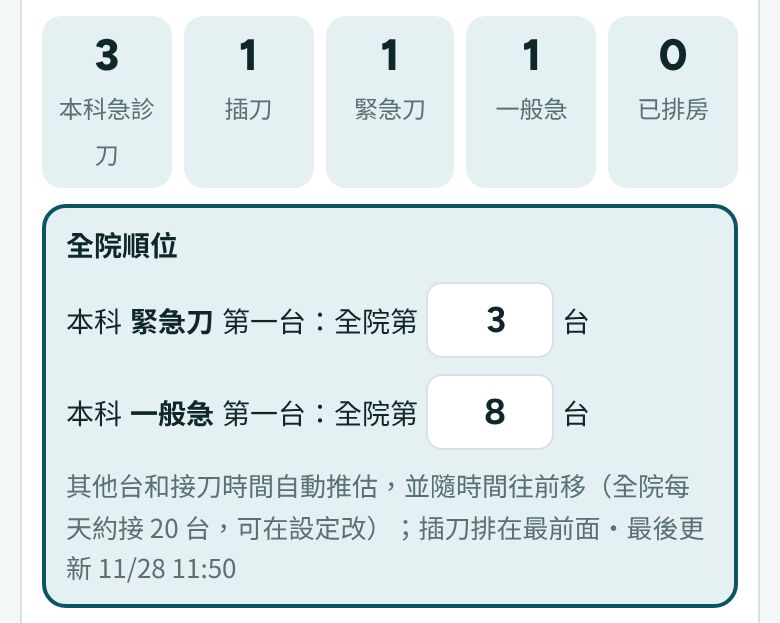 3
本科急診
刀
1
插刀
1
緊急刀
1
一般急
0
已排房
全院順位
本科 緊急刀 第一台：全院第 3 台
本科 一般急 第一台：全院第 8 台
其他台和接刀時間自動推估，並隨時間往前移（全院每
天約接 20 台，可在設定改）；插刀排在最前面・最後更
新 11/28 11:50